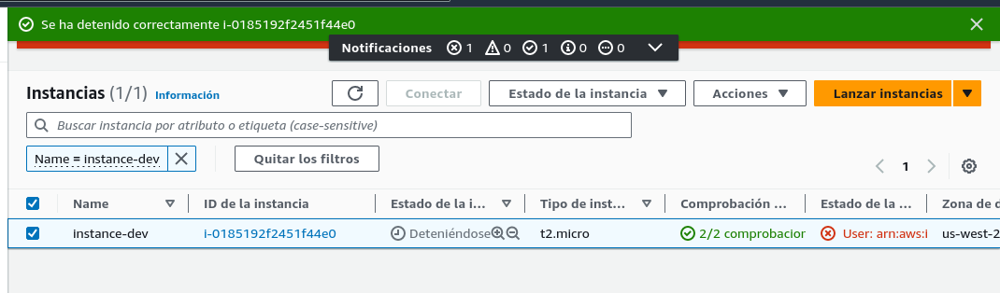 Se ha detenido correctamente i-0185192f2451f44e0
Notificaciones 1 0 1 0 0
Instancias (1/1) Información
Conectar
Estado de la instancia
Acciones
Lanzar instancias
Buscar instancia por atributo o etiqueta (case-sensitive)
Name = instance-dev
Quitar los filtros
1
Name ID de la instancia Estado de la i... Tipo de inst... Comprobación ... Estado de la ... Zona de d
instance-dev i-0185192f2451f44e0 Deteniéndose t2.micro 2/2 comprobacior User: arn:aws:i us-west-2